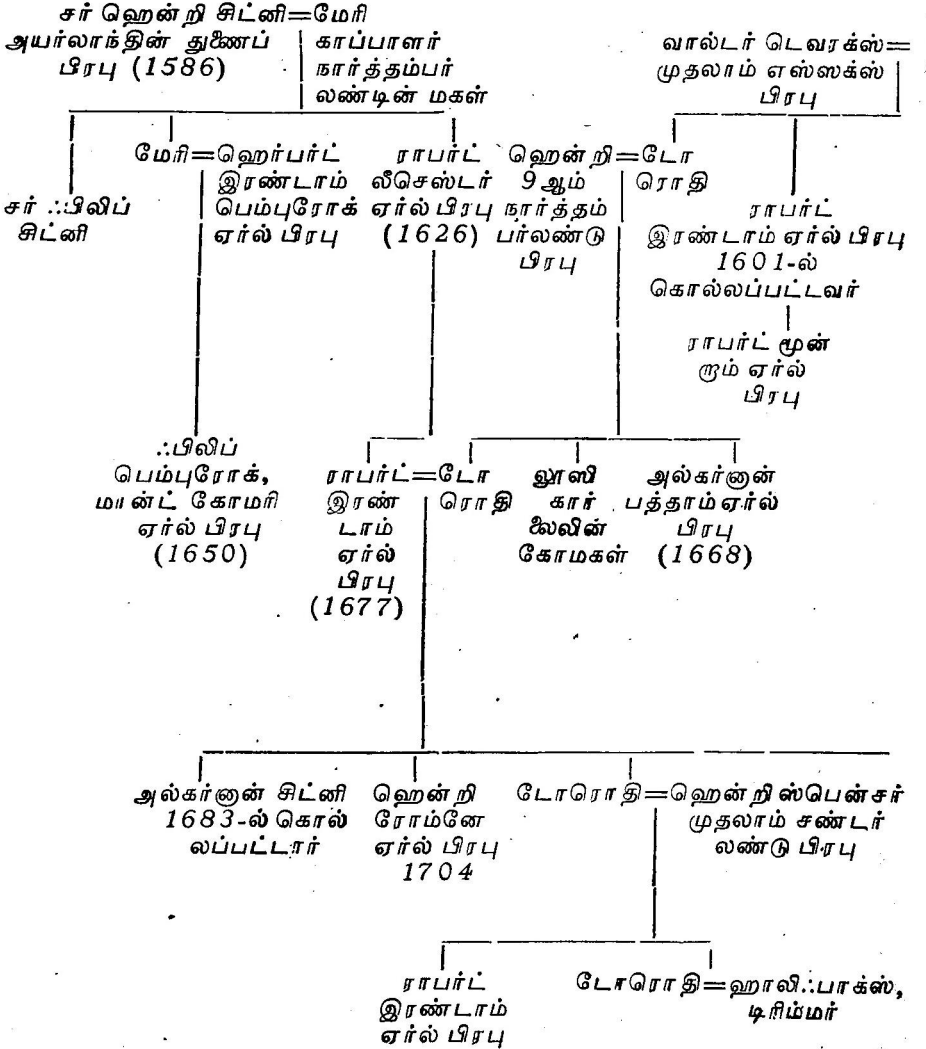 சர் ஹென்றி சிட்னி=மேரி
அயர்லாந்தின் துணைப்
பிரபு (1586)
காப்பாளர்
நார்த்தம்பர்
லண்டின் மகள்
வால்டர் டெவரக்ஸ்=
முதலாம் எஸ்ஸக்ஸ்
பிரபு
சர் ஃபிலிப்
சிட்னி
மேரி=ஹெர்பர்ட்
இரண்டாம்
பெம்புரோக்
ஏர்ல் பிரபு
ராபர்ட்
லீசெஸ்டர்
ஏர்ல் பிரபு
(1626)
ஹென்றி=டோ
ரொதி
9ஆம்
நார்த்தம்
பர்லண்டு
பிரபு
ராபர்ட்
இரண்டாம் ஏர்ல் பிரபு
1601-ல்
கொல்லப்பட்டவர்
ராபர்ட் மூன்
றாம் ஏர்ல்
பிரபு
ஃபிலிப்
பெம்புரோக்,
மான்ட் கோமரி
ஏர்ல் பிரபு
(1650)
ராபர்ட்=டோ
ரொதி
இரண்
டாம்
ஏர்ல்
பிரபு
(1677)
லூஸி
கார்
லைலின்
கோமகள்
அல்கர்னான்
பத்தாம் ஏர்ல்
பிரபு
(1668)
அல்கர்னான் சிட்னி
1683-ல் கொல்
லப்பட்டார்
ஹென்றி
ரோம்னே
ஏர்ல் பிரபு
1704
டோரொதி=ஹென்றி ஸ்பென்சர்
முதலாம் சண்டர்
லண்டு பிரபு
ராபர்ட்
இரண்டாம்
ஏர்ல் பிரபு
டோரொதி=ஹாலிஃபாக்ஸ்,
டிரிம்மர்